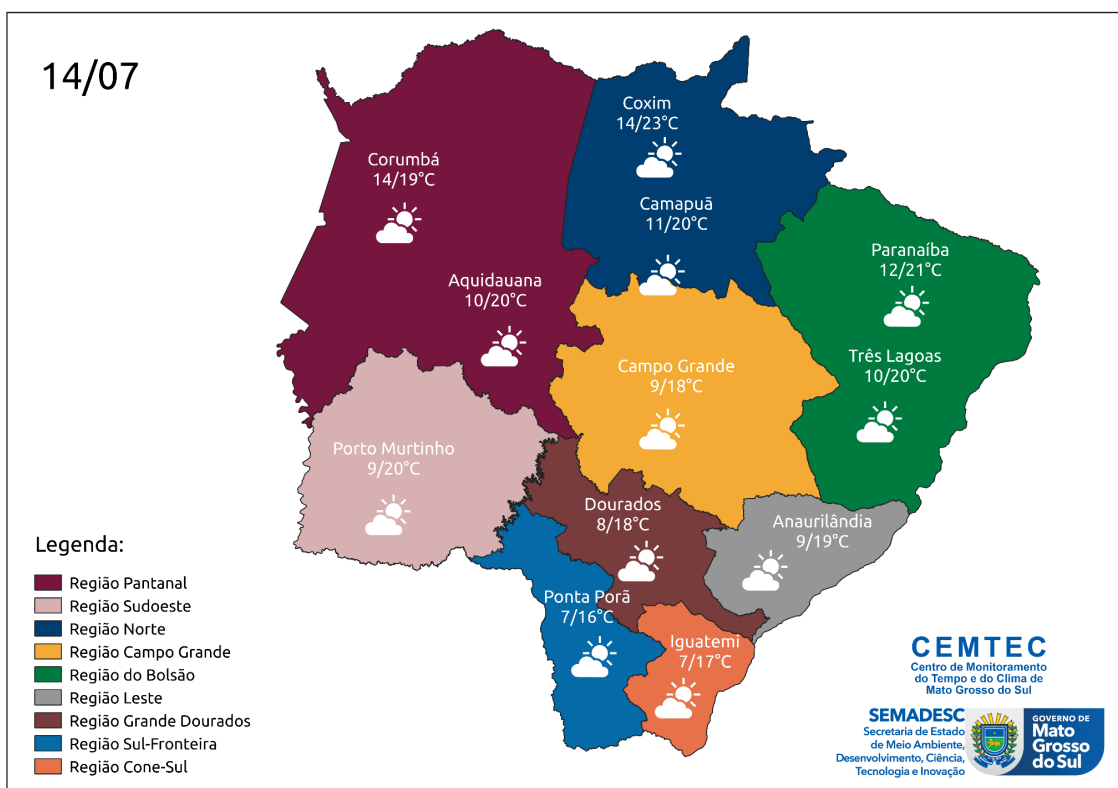 14/07
Coxim
14/23°C
Corumbá
14/19°C
Camapuã
11/20°C
Paranaíba
12/21°C
Aquidauana
10/20°C
Três Lagoas
10/20°C
Campo Grande
9/18°C
Porto Murtinho
9/20°C
Dourados
8/18°C
Anaurilândia
9/19°C
Ponta Porã
7/16°C
Iguatemi
7/17°C
Legenda:
Região Pantanal
Região Sudoeste
Região Norte
Região Campo Grande
Região do Bolsão
Região Leste
Região Grande Dourados
Região Sul-Fronteira
Região Cone-Sul
CEMTEC
Centro de Monitoramento
do Tempo e do Clima de
Mato Grosso do Sul
SEMADESC
Secretaria de Estado
de Meio Ambiente,
Desenvolvimento, Ciência,
Tecnologia e Inovação
GOVERNO DE
Mato
Grosso
do Sul